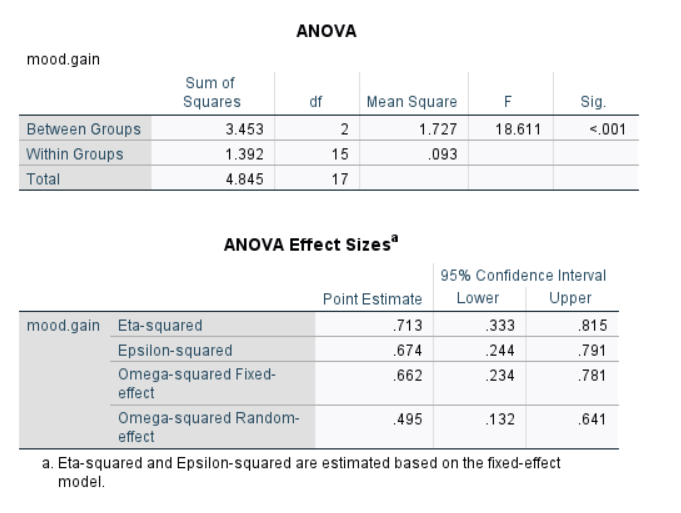 ANOVA
mood.gain
Sum of
Squares df Mean Square F Sig.
Between Groups 3.453 2 1.727 18.611 <.001
Within Groups 1.392 15 .093
Total 4.845 17
ANOVA Effect Sizesa
95% Confidence Interval
Point Estimate Lower Upper
mood.gain Eta-squared .713 .333 .815
Epsilon-squared .674 .244 .791
Omega-squared Fixed- .662 .234 .781
effect
Omega-squared Random- .495 .132 .641
effect
a. Eta-squared and Epsilon-squared are estimated based on the fixed-effect
model.